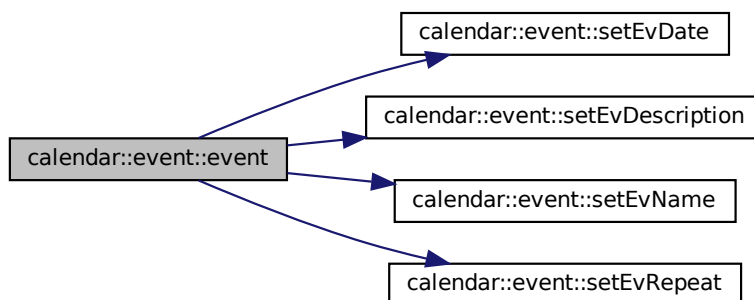 calendar::event::setEvDate
calendar::event::setEvDescription
calendar::event::event
calendar::event::setEvName
calendar::event::setEvRepeat